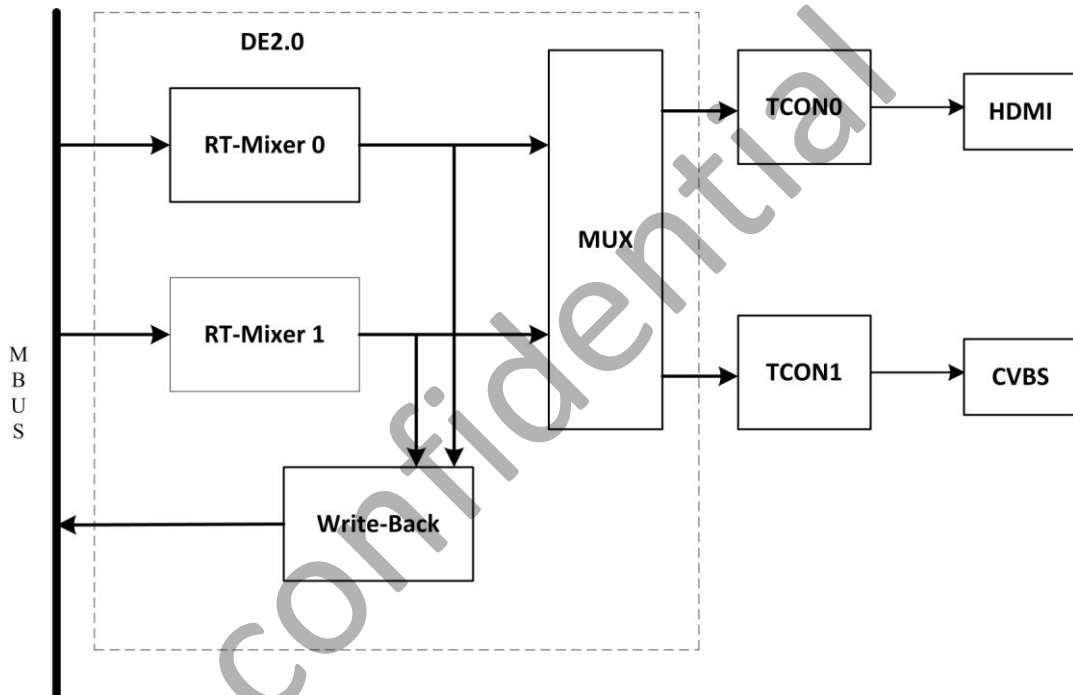 DE2.0
RT-Mixer 0
RT-Mixer 1
Write-Back
MUX
TCON0
HDMI
TCON1
CVBS
M
B
U
S
confidential